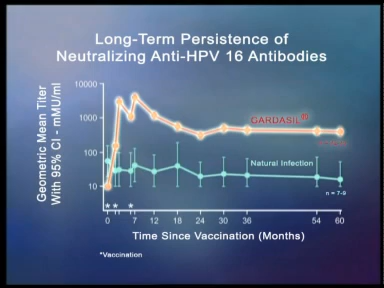 Long-Term Persistence of
Neutralizing Anti-HPV 16 Antibodies
Geometric Mean Titer
With 95% CI - mMU/ml
10000
1000
100
10
GARDASIL®
Natural Infection
n = 7-9
* * *
0 2 3 6 7 12 18 24 30 36 54 60
Time Since Vaccination (Months)
*Vaccination